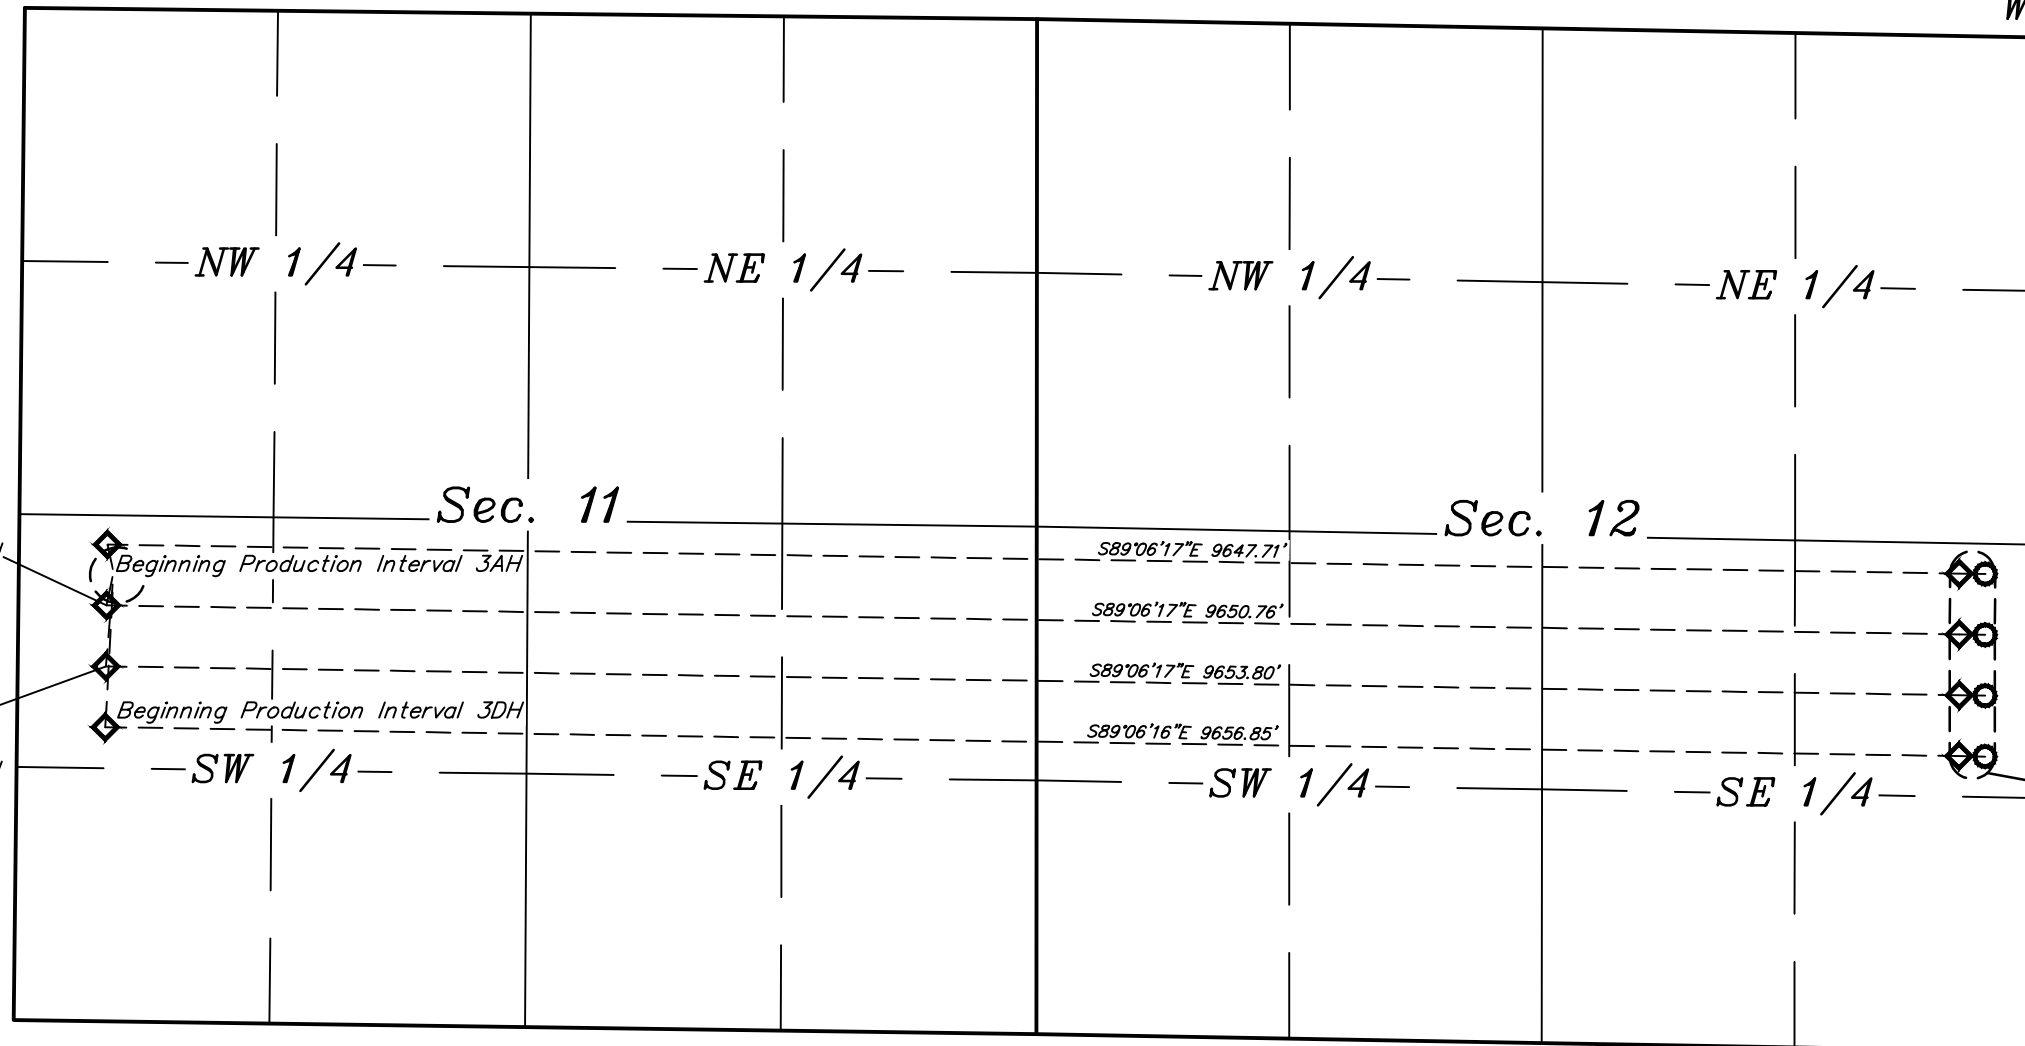 W
NW 1/4
NE 1/4
NW 1/4
NE 1/4
Sec. 11
Sec. 12
S89°06'17"E 9647.71'
Beginning Production Interval 3AH
S89°06'17"E 9650.76'
S89°06'17"E 9653.80'
Beginning Production Interval 3DH
S89°06'16"E 9656.85'
SW 1/4
SE 1/4
SW 1/4
SE 1/4